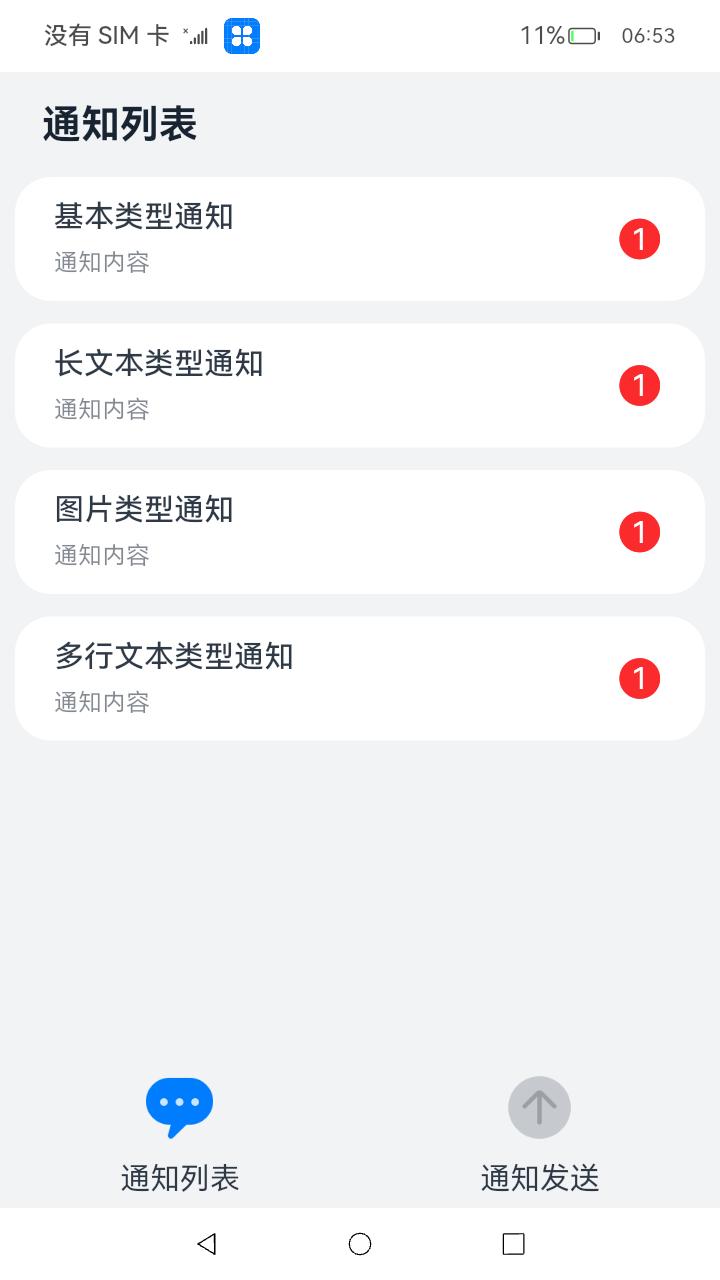 没有 SIM 卡
11%
06:53
通知列表
基本类型通知
通知内容
1
长文本类型通知
通知内容
1
图片类型通知
通知内容
1
多行文本类型通知
通知内容
1
通知列表
通知发送